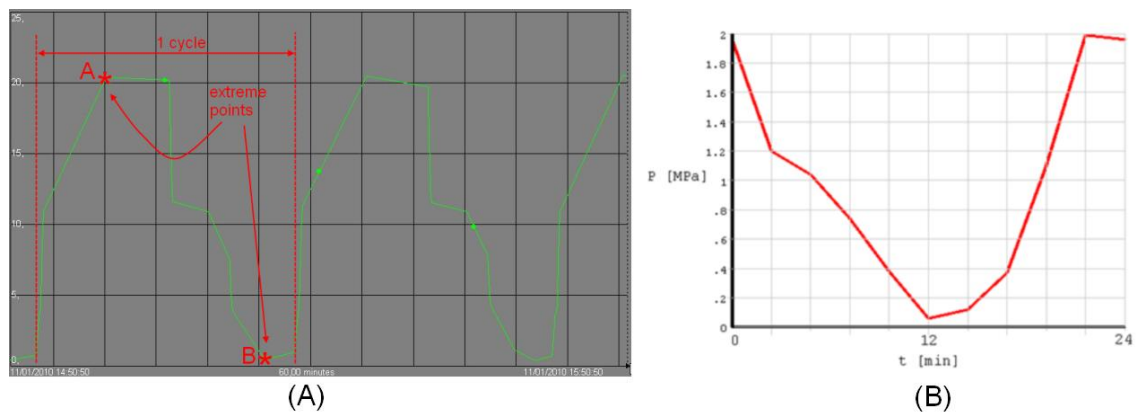 25,
1 cycle
A
20,
extreme
points
15,
10,
5,
B
0,
11/01/2010 14:50:50
60,00 minutes
11/01/2010 15:50:50
(A)
2
1.8
1.6
1.4
1.2
P [MPa]
1
.8
.6
.4
.2
0
0
12
24
t [min]
(B)